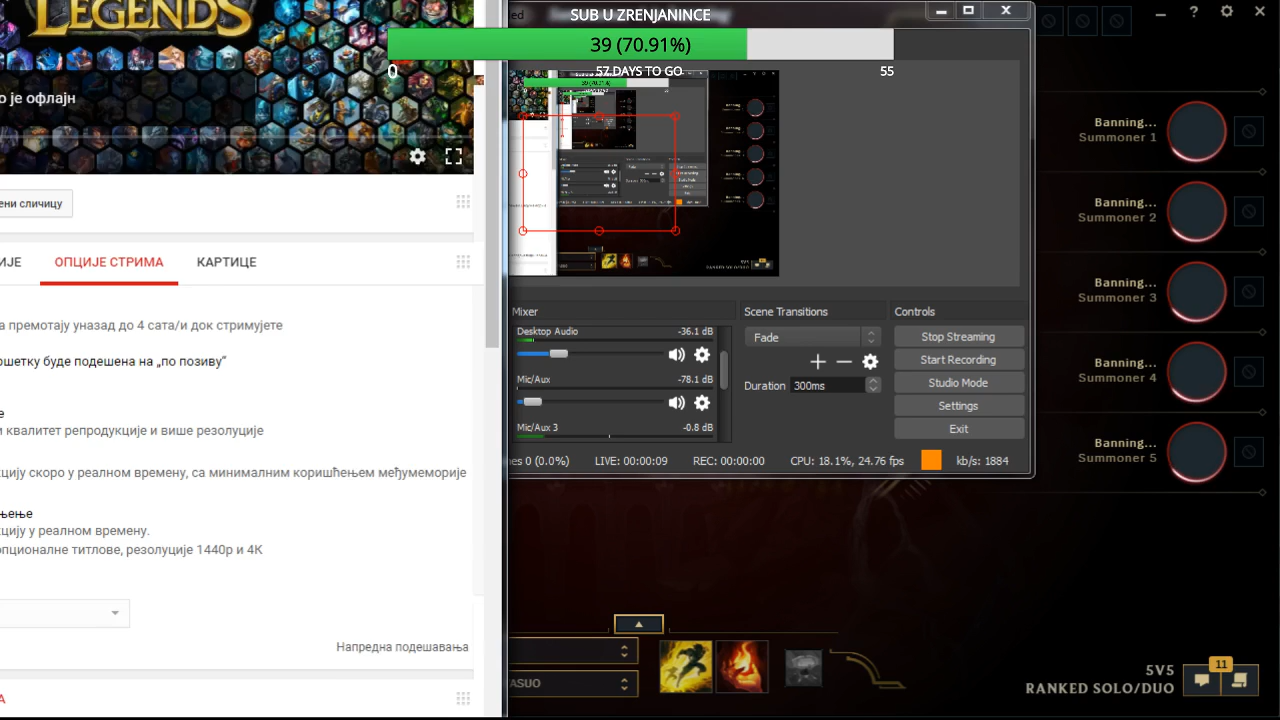 LEGENDS
о је офлајн
ени сличицу
ИЈЕ
ОПЦИЈЕ СТРИМА
КАРТИЦЕ
а премотају уназад до 4 сата/и док стримујете
ршетку буде подешена на „по позиву“
е
и квалитет репродукције и више резолуције
цију скоро у реалном времену, са минималним коришћењем међумеморије
њење
цију у реалном времену.
опционалне титлове, резолуције 1440p и 4K
Напредна подешавања
А
SUB U ZRENJANINCE
39 (70.91%)
0
57 DAYS TO GO
55
Mixer
Desktop Audio
-36.1 dB
Mic/Aux
-78.1 dB
Mic/Aux 3
-0.8 dB
Scene Transitions
Fade
Duration
300ms
Controls
Stop Streaming
Start Recording
Studio Mode
Settings
Exit
es 0 (0.0%)
LIVE: 00:00:09
REC: 00:00:00
CPU: 18.1%, 24.76 fps
kb/s: 1884
Banning...
Summoner 1
Banning...
Summoner 2
Banning...
Summoner 3
Banning...
Summoner 4
Banning...
Summoner 5
ASUO
5V5
RANKED SOLO/DUO
11